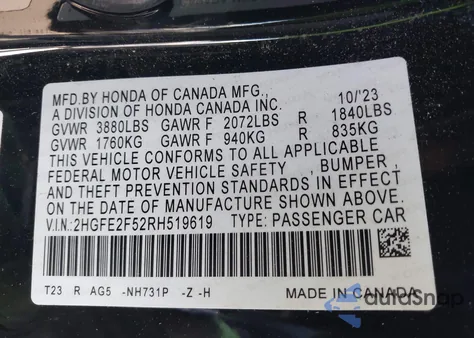 MFD.BY HONDA OF CANADA MFG.,
A DIVISION OF HONDA CANADA INC. 10/'23
GVWR 3880LBS GAWR F 2072LBS R 1840LBS
GVWR 1760KG GAWR F 940KG R 835KG
THIS VEHICLE CONFORMS TO ALL APPLICABLE
FEDERAL MOTOR VEHICLE SAFETY, BUMPER,
AND THEFT PREVENTION STANDARDS IN EFFECT
ON THE DATE OF MANUFACTURE SHOWN ABOVE.
V.I.N.:2HGFE2F52RH519619 TYPE: PASSENGER CAR
T23 R AG5 -NH731P -Z -H MADE IN CANADA
autoSnap